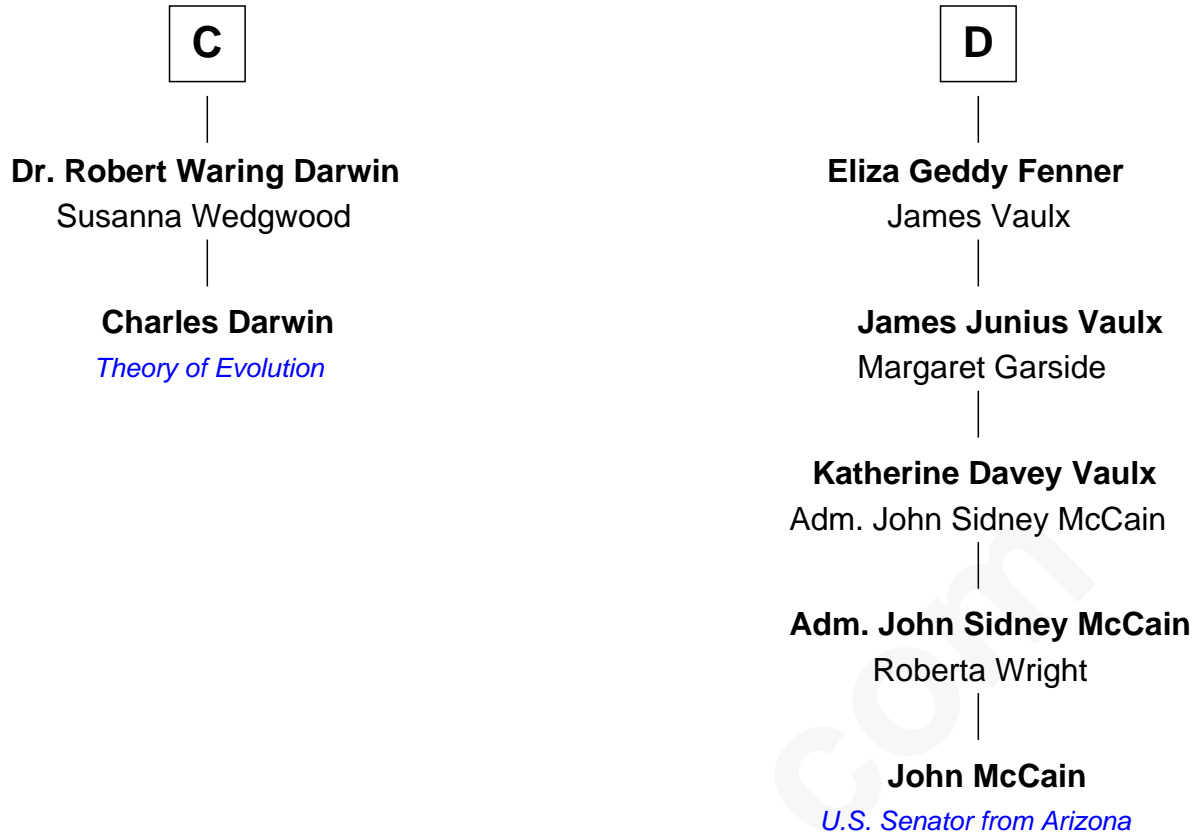 C
Dr. Robert Waring Darwin
Susanna Wedgwood
Charles Darwin
Theory of Evolution
D
Eliza Geddy Fenner
James Vaulx
James Junius Vaulx
Margaret Garside
Katherine Davey Vaulx
Adm. John Sidney McCain
Adm. John Sidney McCain
Roberta Wright
John McCain
U.S. Senator from Arizona
com